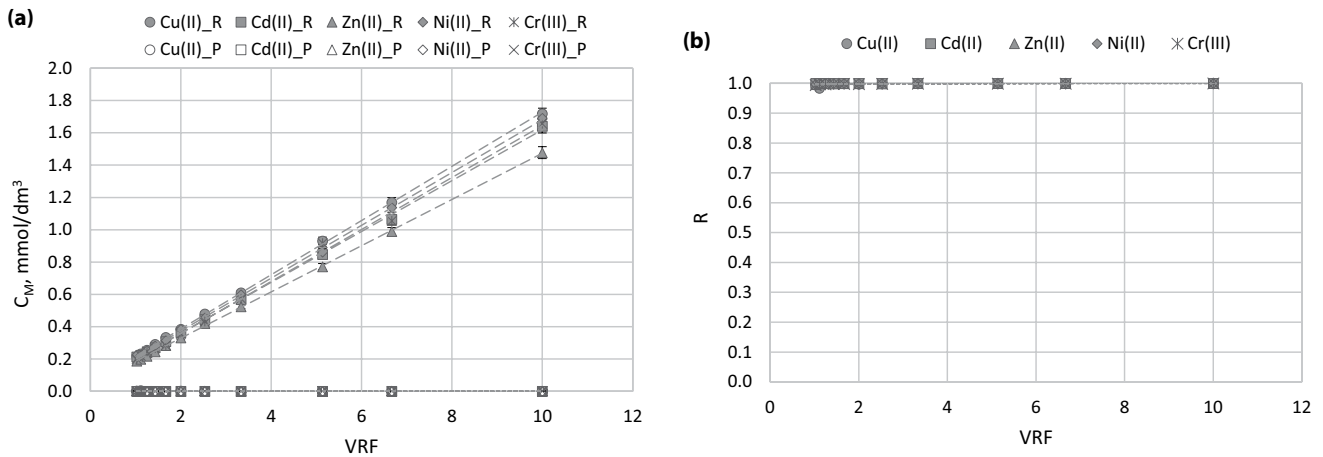 (a)
Cu(II)_R Cd(II)_R Zn(II)_R Ni(II)_R Cr(III)_R
Cu(II)_P Cd(II)_P Zn(II)_P Ni(II)_P Cr(III)_P
2.0
1.8
1.6
1.4
1.2
1.0
0.8
0.6
0.4
0.2
0.0
C_M, mmol/dm³
0 2 4 6 8 10 12
VRF
(b)
Cu(II) Cd(II) Zn(II) Ni(II) Cr(III)
1.0
0.9
0.8
0.7
0.6
0.5
0.4
0.3
0.2
0.1
0.0
R
0 2 4 6 8 10 12
VRF